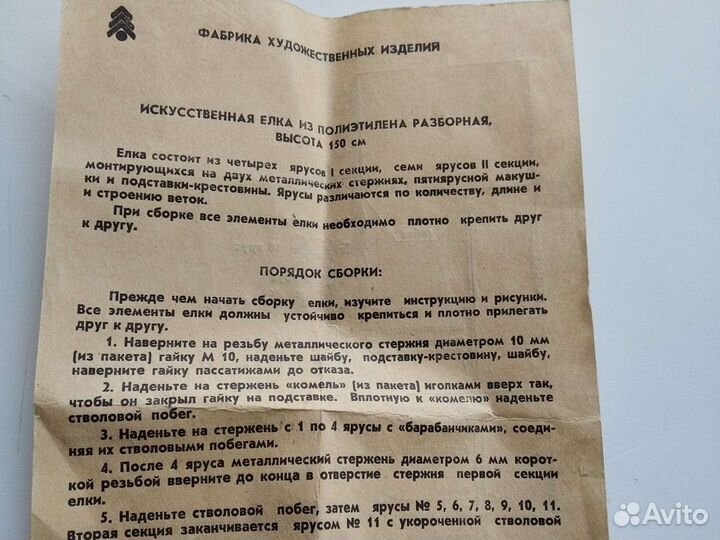 ФАБРИКА ХУДОЖЕСТВЕННЫХ ИЗДЕЛИЙ
ИСКУССТВЕННАЯ ЕЛКА ИЗ ПОЛИЭТИЛЕНА РАЗБОРНАЯ,
ВЫСОТА 150 см
Елка состоит из четырех ярусов I секции, семи ярусов II секции,
монтирующихся на двух металлических стержнях, пятиярусной макуш-
ки и подставки-крестовины. Ярусы различаются по количеству, длине и
и строению веток.
При сборке все элементы елки необходимо плотно крепить друг
к другу.
ПОРЯДОК СБОРКИ:
Прежде чем начать сборку елки, изучите инструкцию и рисунки.
Все элементы елки должны устойчиво крепиться и плотно прилегать
друг к другу.
1. Наверните на резьбу металлического стержня диаметром 10 мм
(из пакета) гайку М 10, наденьте шайбу, подставку-крестовину, шайбу,
наверните гайку пассатижами до отказа.
2. Наденьте на стержень «комель» (из пакета) иголками вверх так,
чтобы он закрыл гайку на подставке. Вплотную к «комелю» наденьте
стволовой побег.
3. Наденьте на стержень с 1 по 4 ярусы с «барабанчиками», соеди-
няя их стволовыми побегами.
4. После 4 яруса металлический стержень диаметром 6 мм корот-
кой резьбой вверните до конца в отверстие стержня первой секции
елки.
5. Наденьте стволовой побег, затем ярусы № 5, 6, 7, 8, 9, 10, 11.
Вторая секция заканчивается ярусом № 11 с укороченной стволовой
Avito